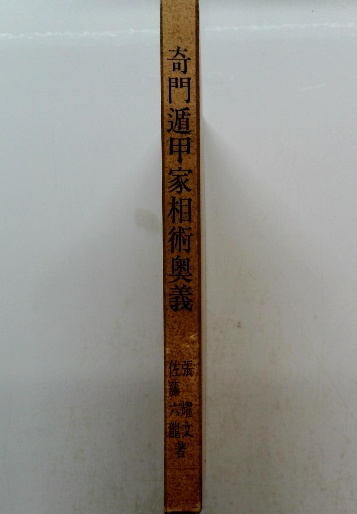 奇門遁甲家相術奥義
張耀文
佐藤六龍
著